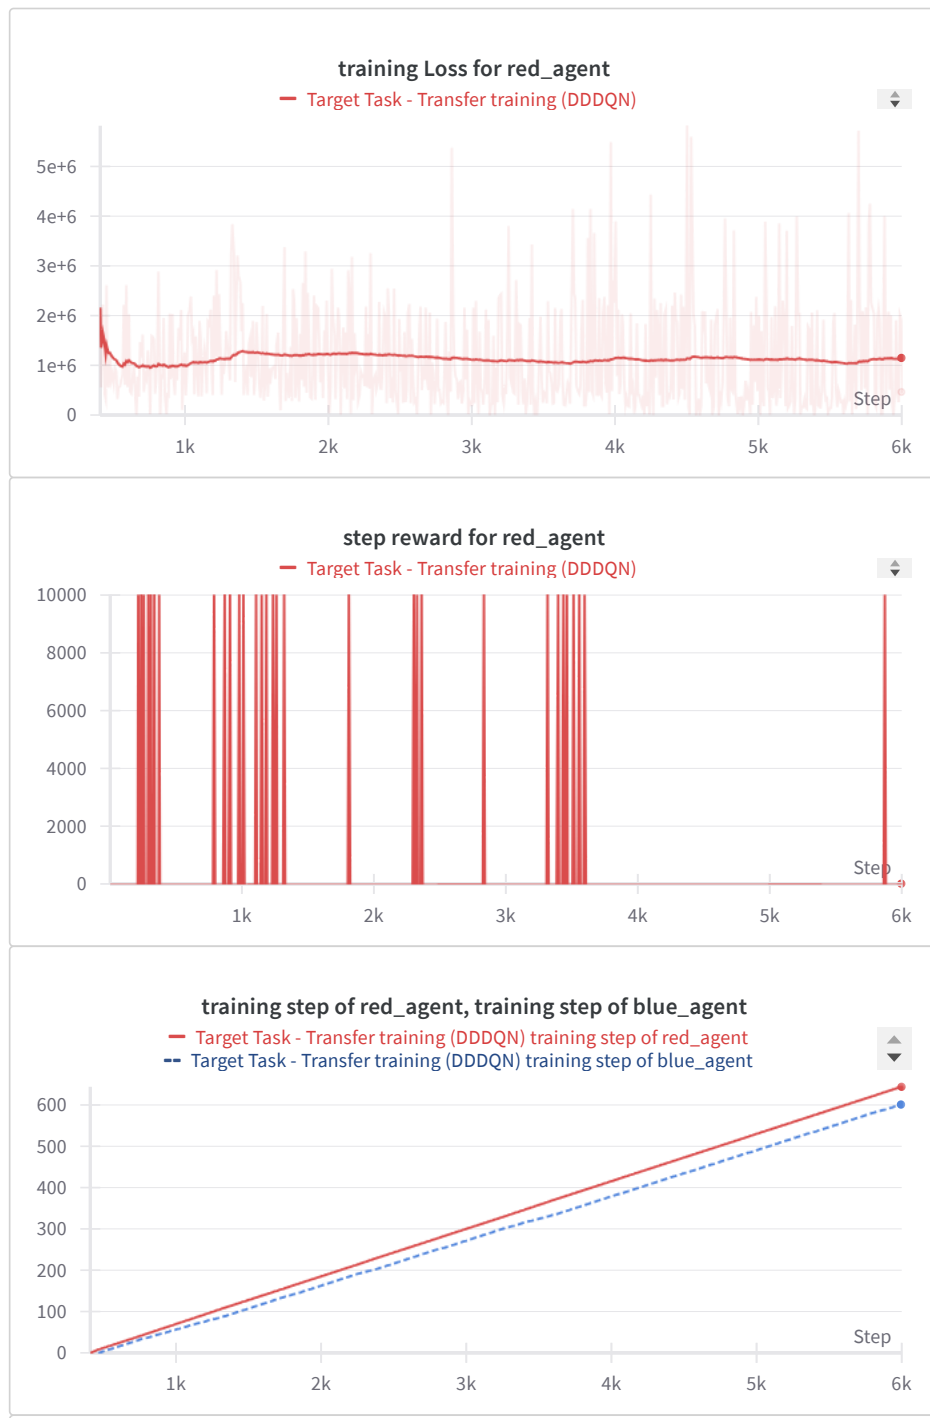 training Loss for red_agent
Target Task - Transfer training (DDDQN)
5e+6
4e+6
3e+6
2e+6
1e+6
0
Step
1k
2k
3k
4k
5k
6k
step reward for red_agent
Target Task - Transfer training (DDDQN)
10000
8000
6000
4000
2000
0
Step
1k
2k
3k
4k
5k
6k
training step of red_agent, training step of blue_agent
Target Task - Transfer training (DDDQN) training step of red_agent
Target Task - Transfer training (DDDQN) training step of blue_agent
600
500
400
300
200
100
0
Step
1k
2k
3k
4k
5k
6k